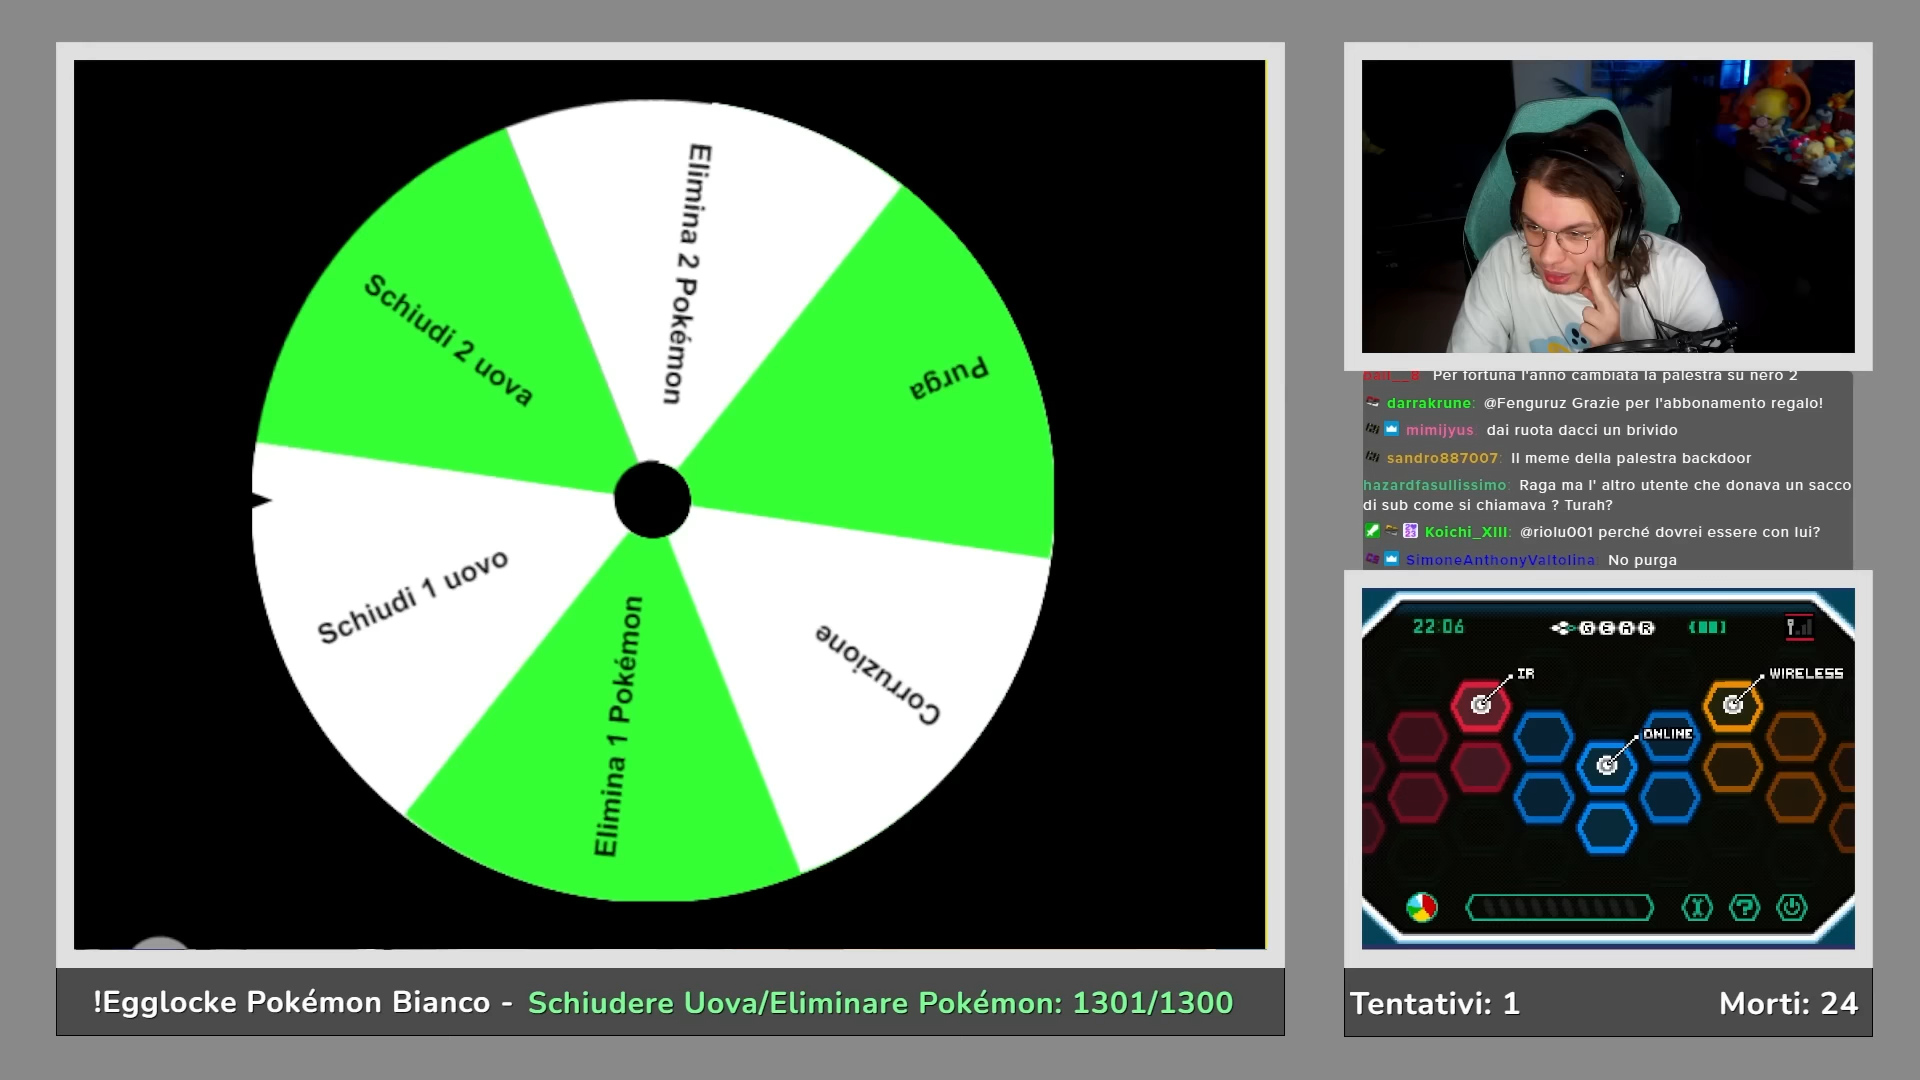 Elimina 2 Pokémon
Purga
Corruzione
Elimina 1 Pokémon
Schiudi 1 uovo
Schiudi 2 uova
!Egglocke Pokémon Bianco - Schiudere Uova/Eliminare Pokémon: 1301/1300
Per fortuna l'anno cambiata la palestra su nero 2
darrakrune: @Fenguruz Grazie per l'abbonamento regalo!
mimijyus: dai ruota dacci un brivido
sandro887007: Il meme della palestra backdoor
hazardfasullissimo: Raga ma l' altro utente che donava un sacco
di sub come si chiamava ? Turah?
Koichi_XIII: @riolu001 perché dovrei essere con lui?
SimoneAnthonyValtolina: No purga
22:06
GEAR
IR
WIRELESS
ONLINE
?
Tentativi: 1
Morti: 24